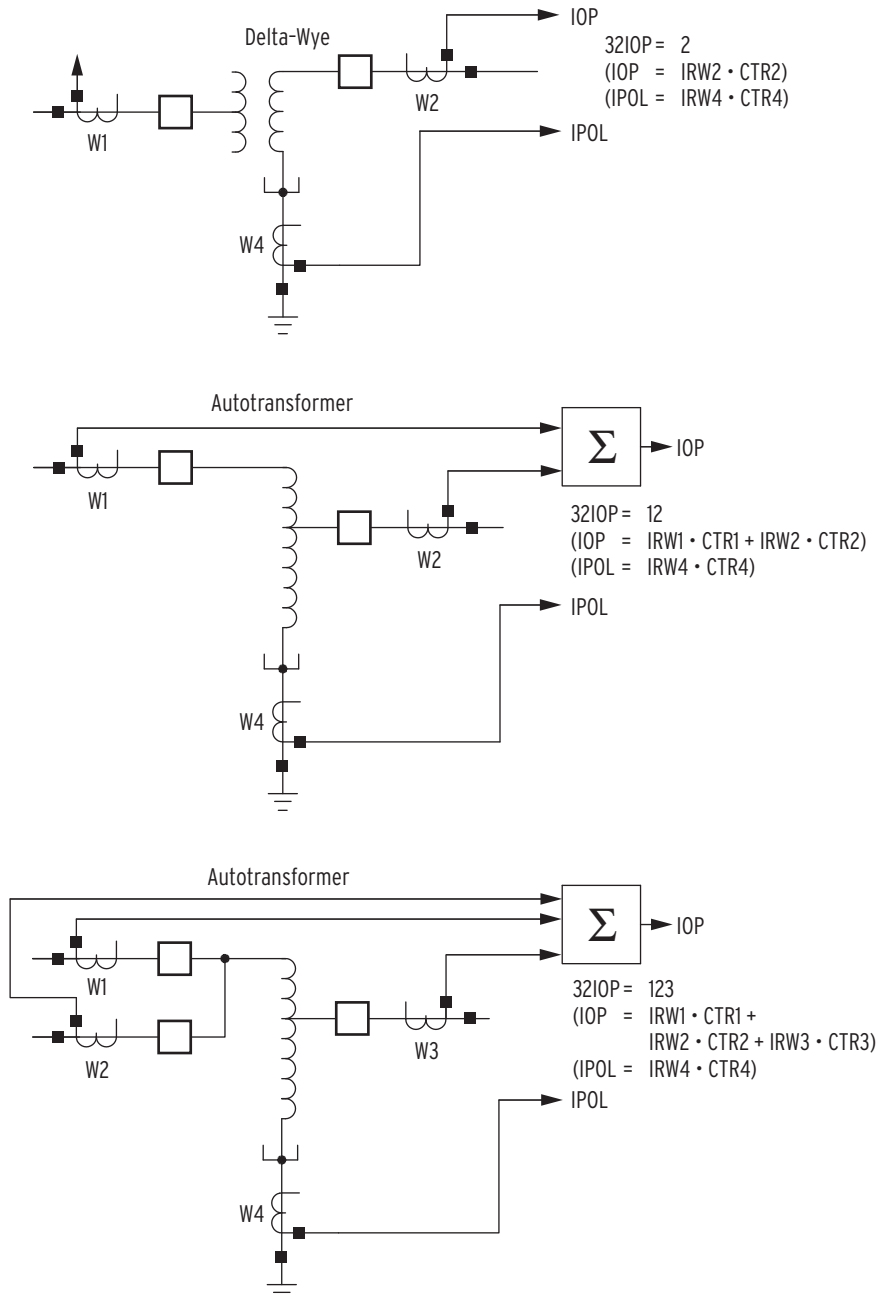 IOP
Delta-Wye
32IOP = 2
(IOP = IRW2 • CTR2)
(IPOL = IRW4 • CTR4)
W1
W2
IPOL
W4
Autotransformer
Σ
IOP
W1
W2
32IOP = 12
(IOP = IRW1 • CTR1 + IRW2 • CTR2)
(IPOL = IRW4 • CTR4)
IPOL
W4
Autotransformer
Σ
IOP
W1
W2
W3
32IOP = 123
(IOP = IRW1 • CTR1 +
IRW2 • CTR2 + IRW3 • CTR3)
(IPOL = IRW4 • CTR4)
IPOL
W4